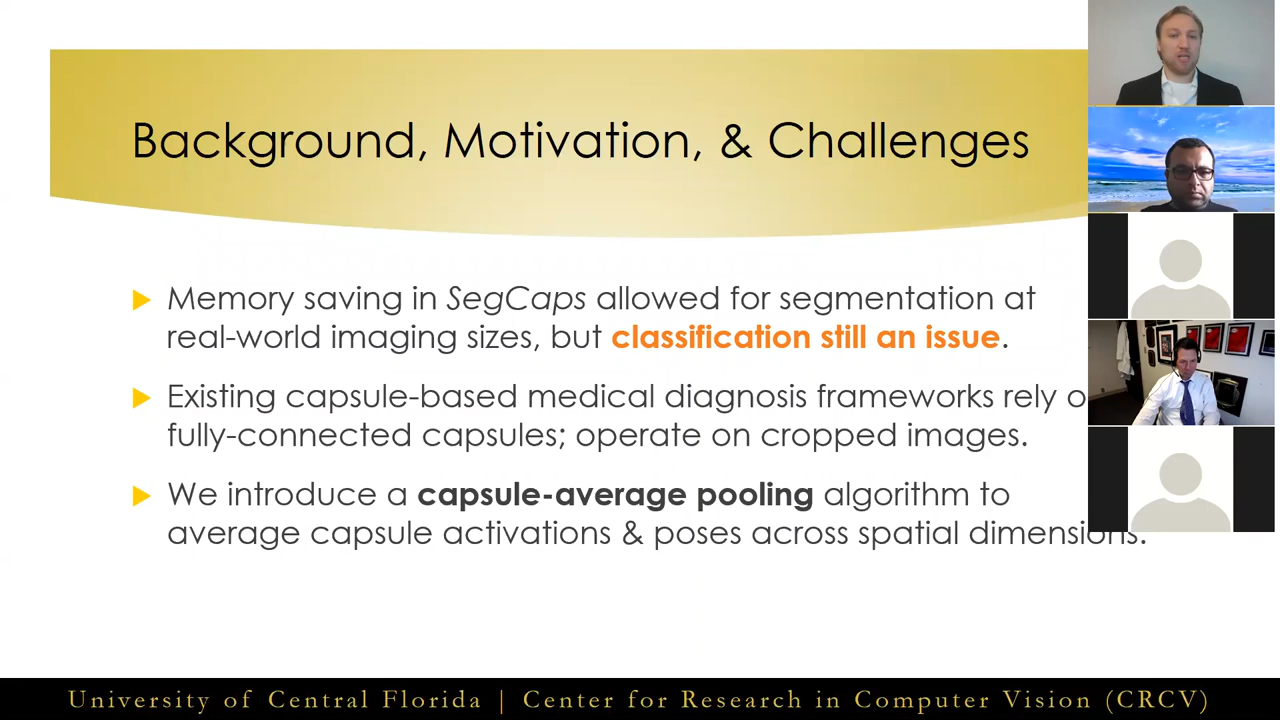 Background, Motivation, & Challenges
Memory saving in SegCaps allowed for segmentation at
real-world imaging sizes, but classification still an issue.
Existing capsule-based medical diagnosis frameworks rely
fully-connected capsules; operate on cropped images.
We introduce a capsule-average pooling algorithm to
average capsule activations & poses across spatial dimensions.
University of Central Florida | Center for Research in Computer Vision (CRCV)